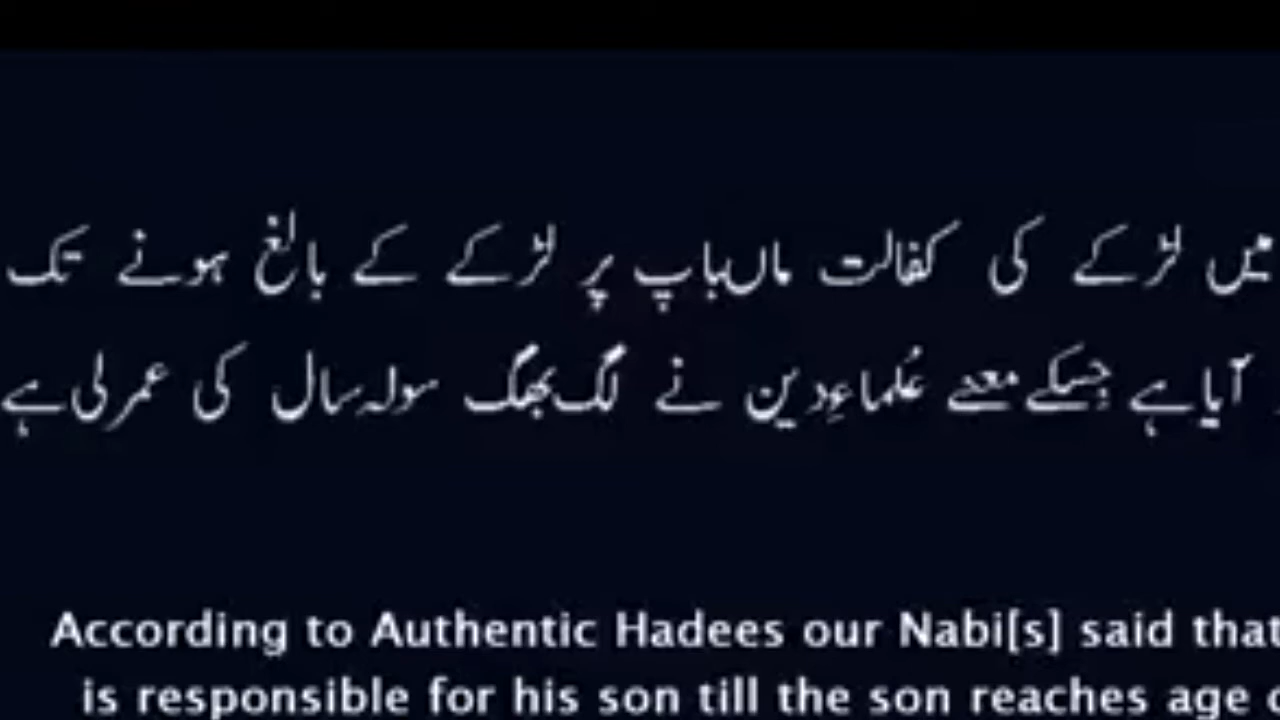 میں لڑکے کی کفالت ماں‌باپ پر لڑکے کے بالغ ہونے تک
آیا ہے جسکے معنے عُلماءِ‌دین نے لگ‌بھگ سولہ‌سال کی عمر لی ہے
According to Authentic Hadees our Nabi[s] said that
is responsible for his son till the son reaches age